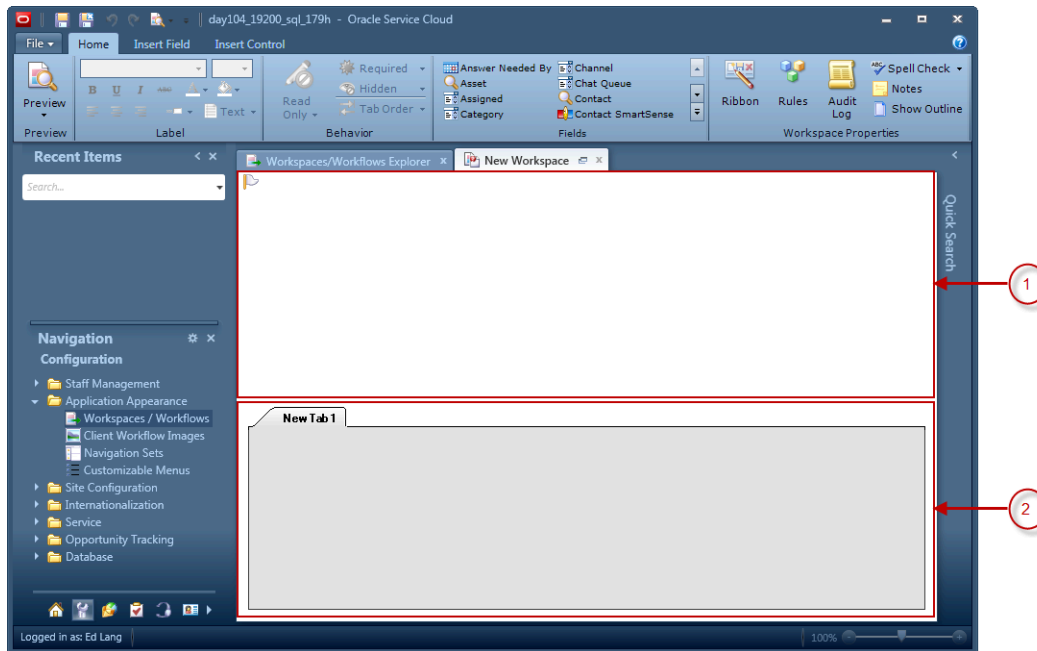 day104_19200_sql_179h - Oracle Service Cloud
File Home Insert Field Insert Control
Preview
Preview
B U I abc
Text
Label
Read Only
Required
Hidden
Tab Order
Behavior
Answer Needed By
Asset
Assigned
Category
Channel
Chat Queue
Contact
Contact SmartSense
Fields
Ribbon
Rules
Audit Log
ABC Spell Check
Notes
Show Outline
Workspace Properties
Recent Items
Search...
Workspaces/Workflows Explorer
New Workspace
Quick Search
1
Navigation
Configuration
Staff Management
Application Appearance
Workspaces / Workflows
Client Workflow Images
Navigation Sets
Customizable Menus
Site Configuration
Internationalization
Service
Opportunity Tracking
Database
New Tab 1
2
Logged in as: Ed Lang
100%